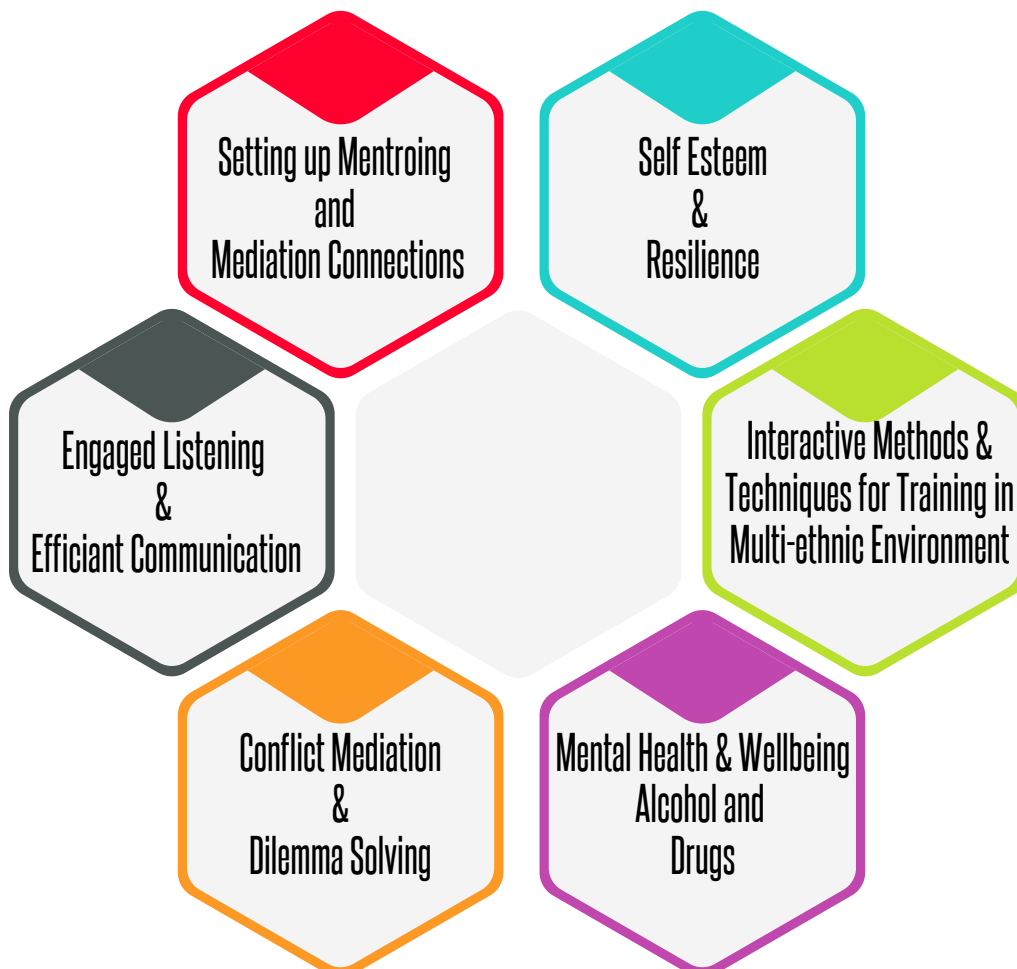 Setting up Mentroing
and
Mediation Connections
Self Esteem
&
Resilience
Engaged Listening
&
Efficiant Communication
Interactive Methods &
Techniques for Training in
Multi-ethnic Environment
Conflict Mediation
&
Dilemma Solving
Mental Health & Wellbeing
Alcohol and
Drugs